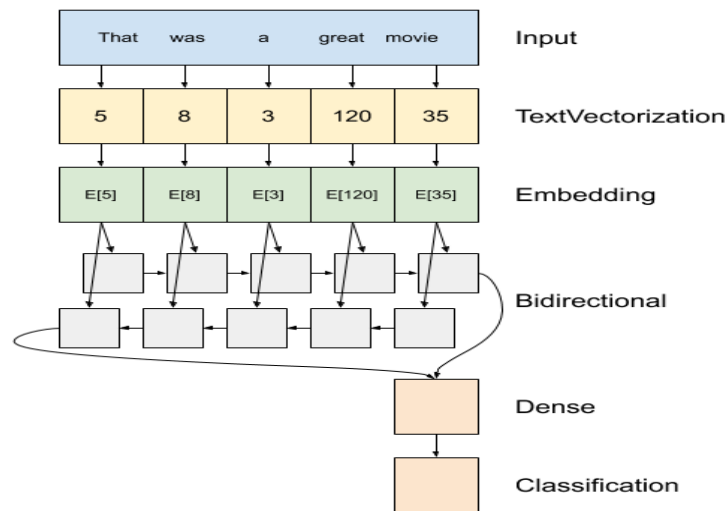 That was a great movie Input
5 8 3 120 35 TextVectorization
E[5] E[8] E[3] E[120] E[35] Embedding
Bidirectional
Dense
Classification